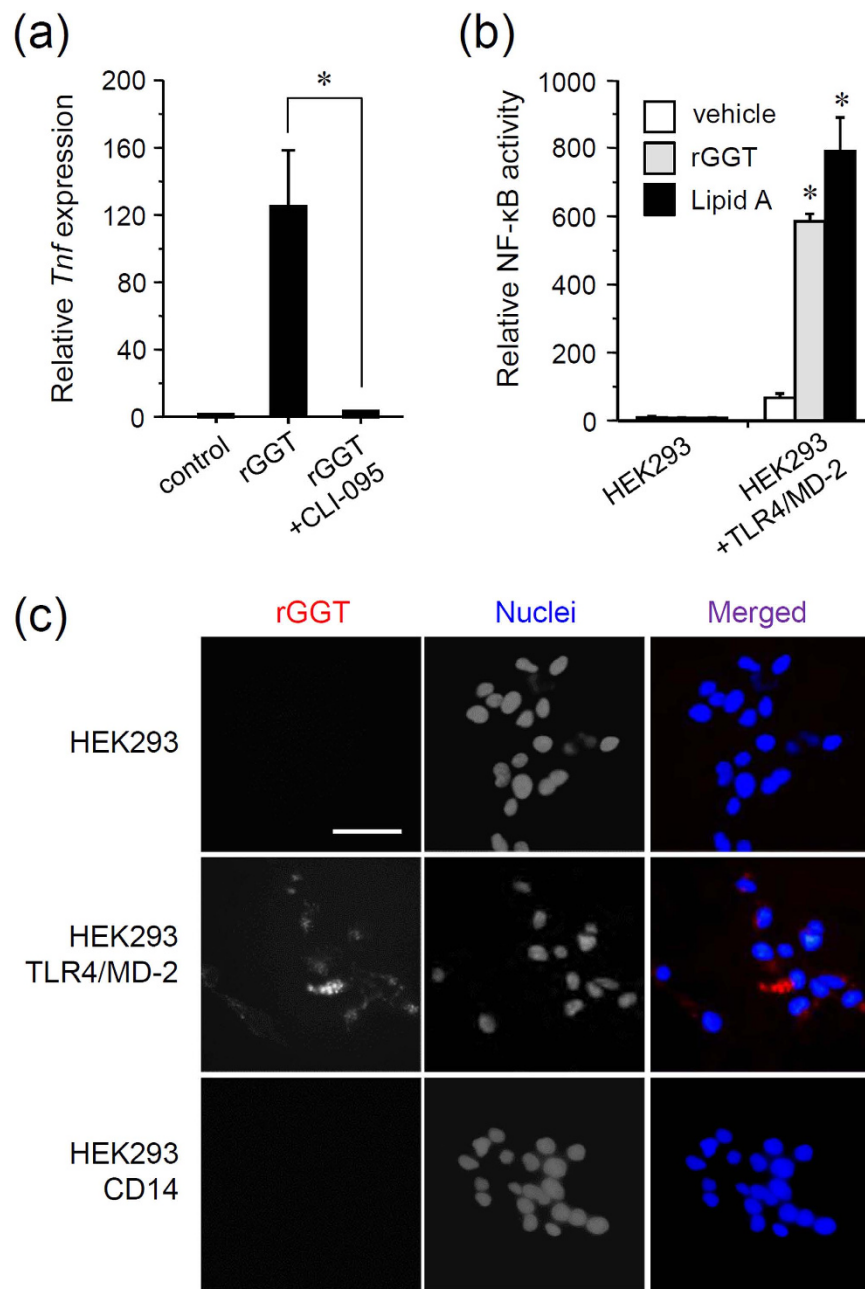 (a)
Relative Tnf expression
200
160
120
80
40
0
*
control
rGGT
rGGT
+CLI-095
(b)
Relative NF-κB activity
1000
800
600
400
200
0
vehicle
rGGT
Lipid A
*
*
HEK293
HEK293
+TLR4/MD-2
(c)
rGGT
Nuclei
Merged
HEK293
HEK293
TLR4/MD-2
HEK293
CD14